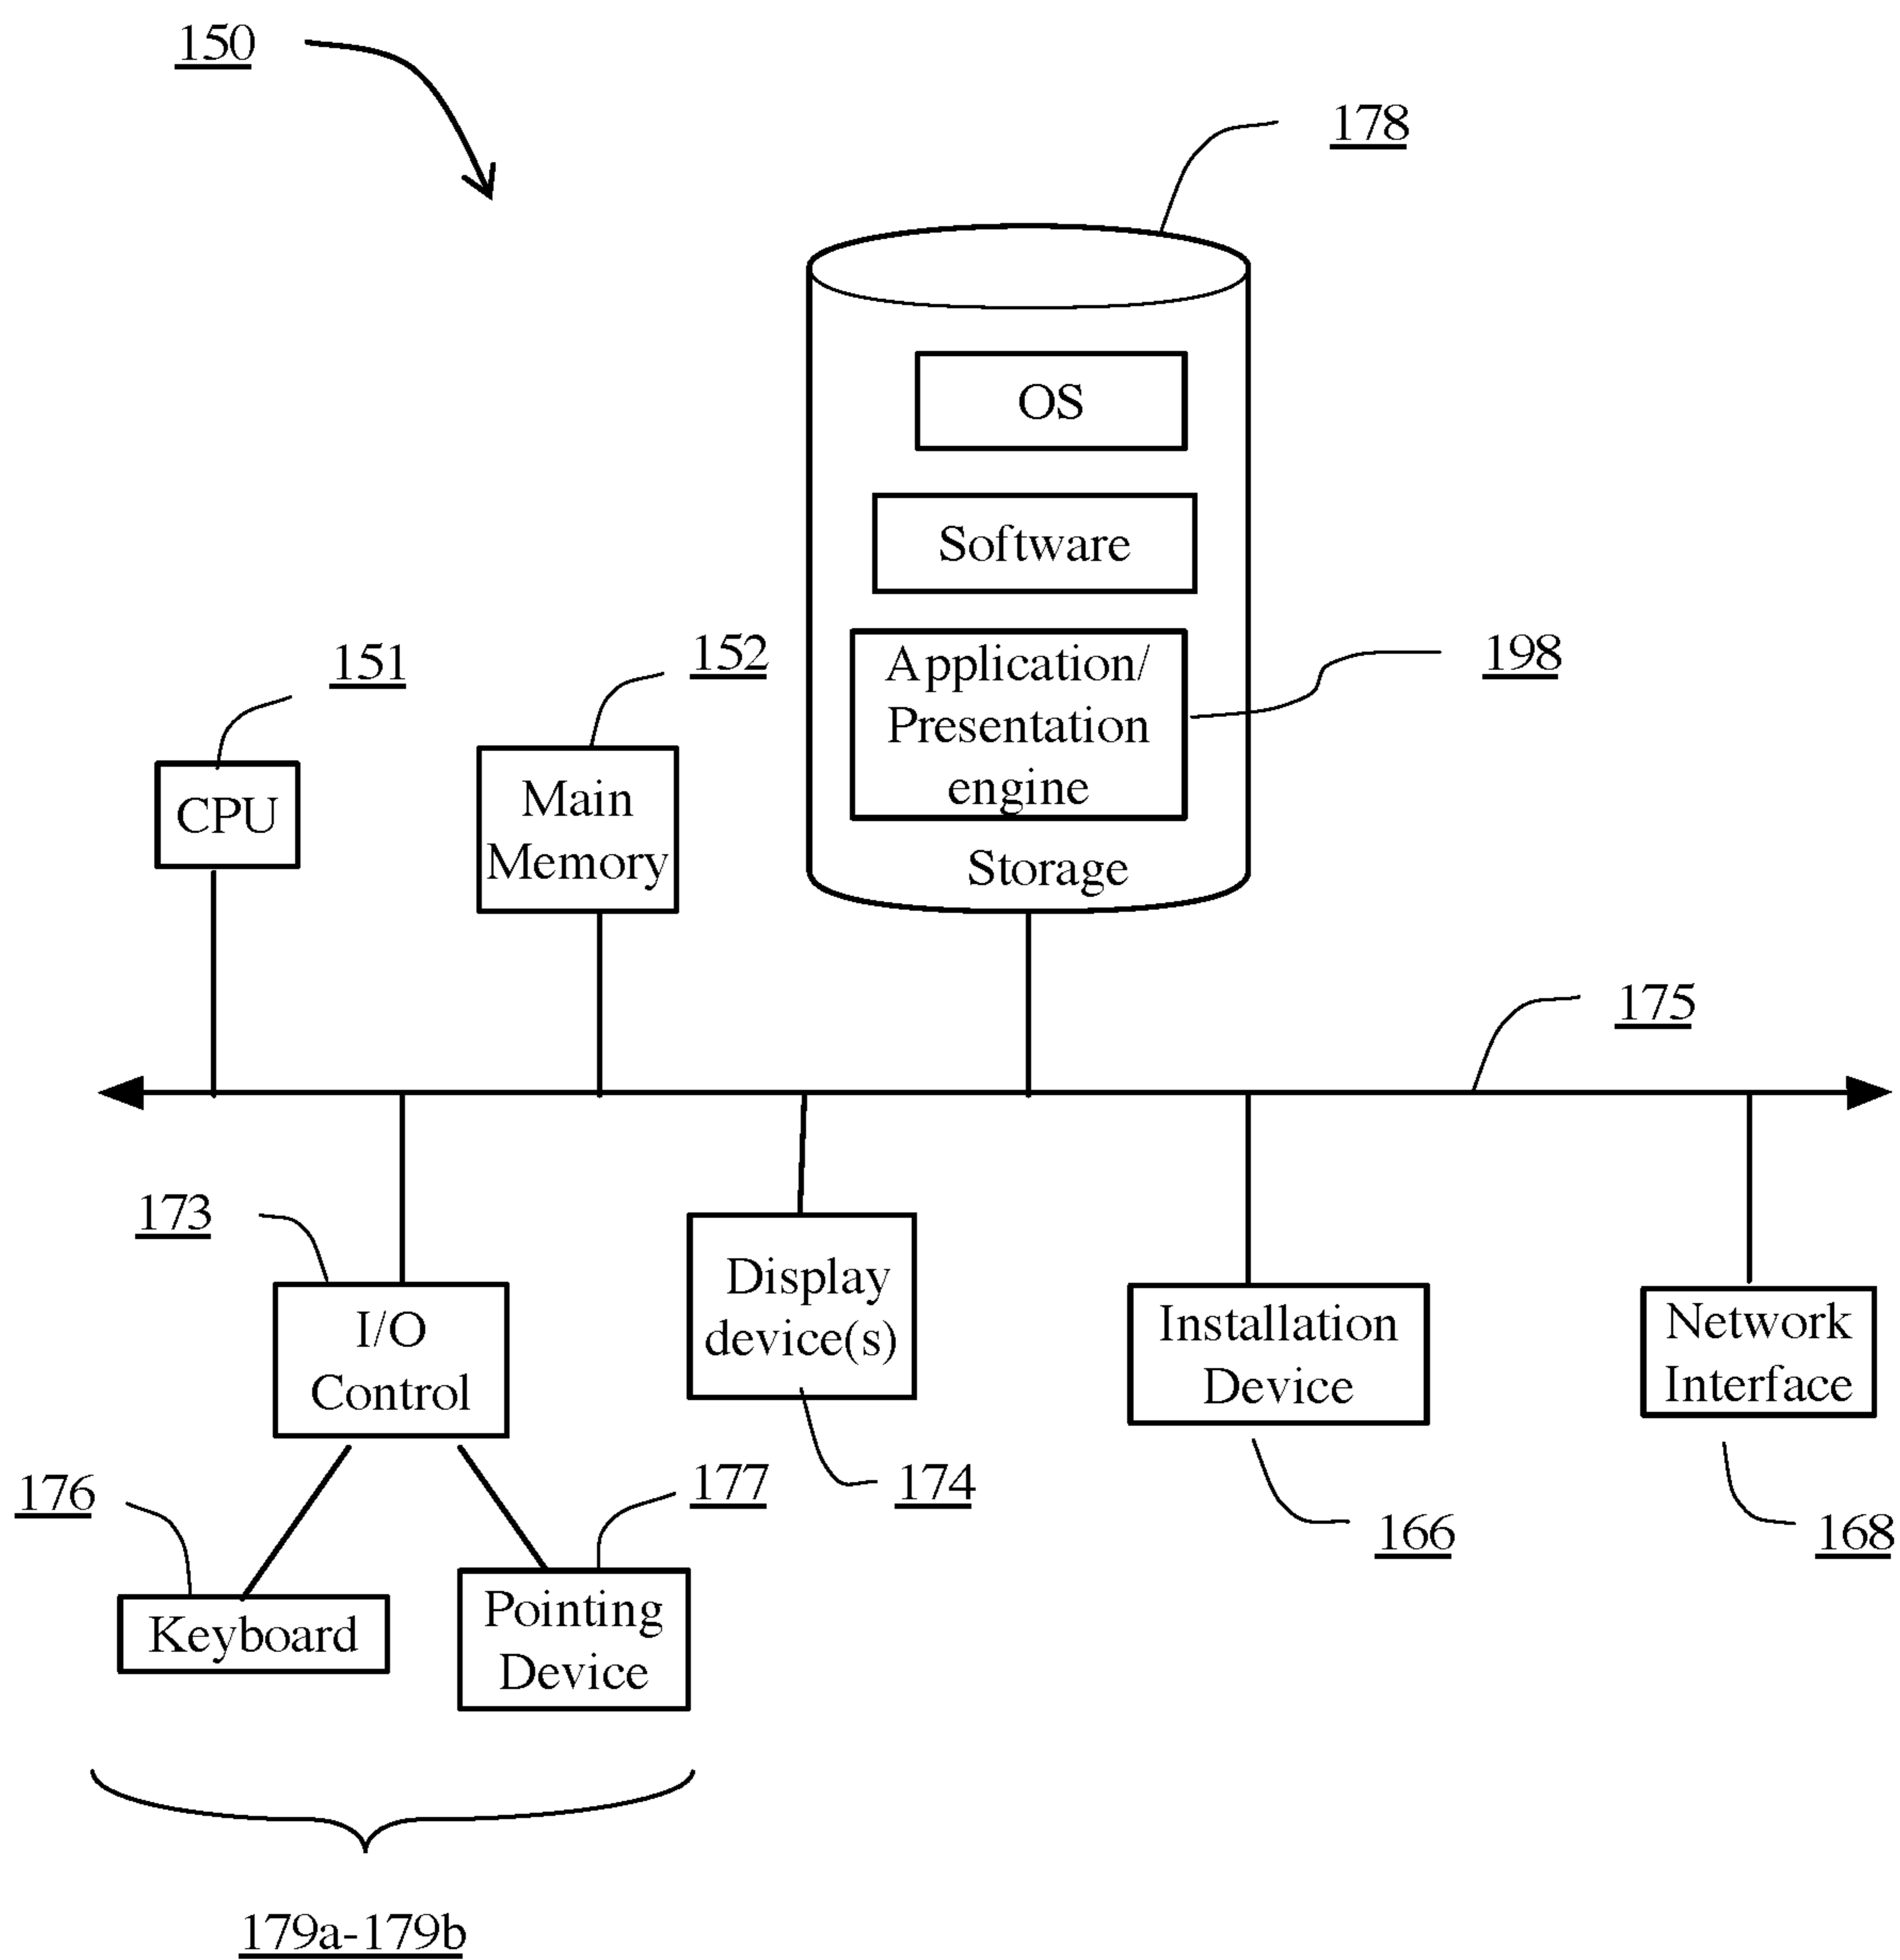 150
178
OS
Software
151
152
Application/
Presentation
engine
198
CPU
Main
Memory
Storage
175
173
I/O
Control
Display
device(s)
Installation
Device
Network
Interface
176
177
174
166
168
Keyboard
Pointing
Device
179a-179b